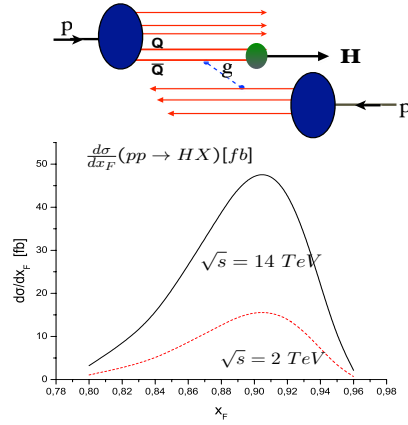 p
Q
Q̅
g
H
p
dσ/dx_F (pp → HX)[fb]
50
40
30
20
10
0
dσ/dx_F [fb]
√s = 14 TeV
√s = 2 TeV
0,78 0,80 0,82 0,84 0,86 0,88 0,90 0,92 0,94 0,96 0,98
x_F